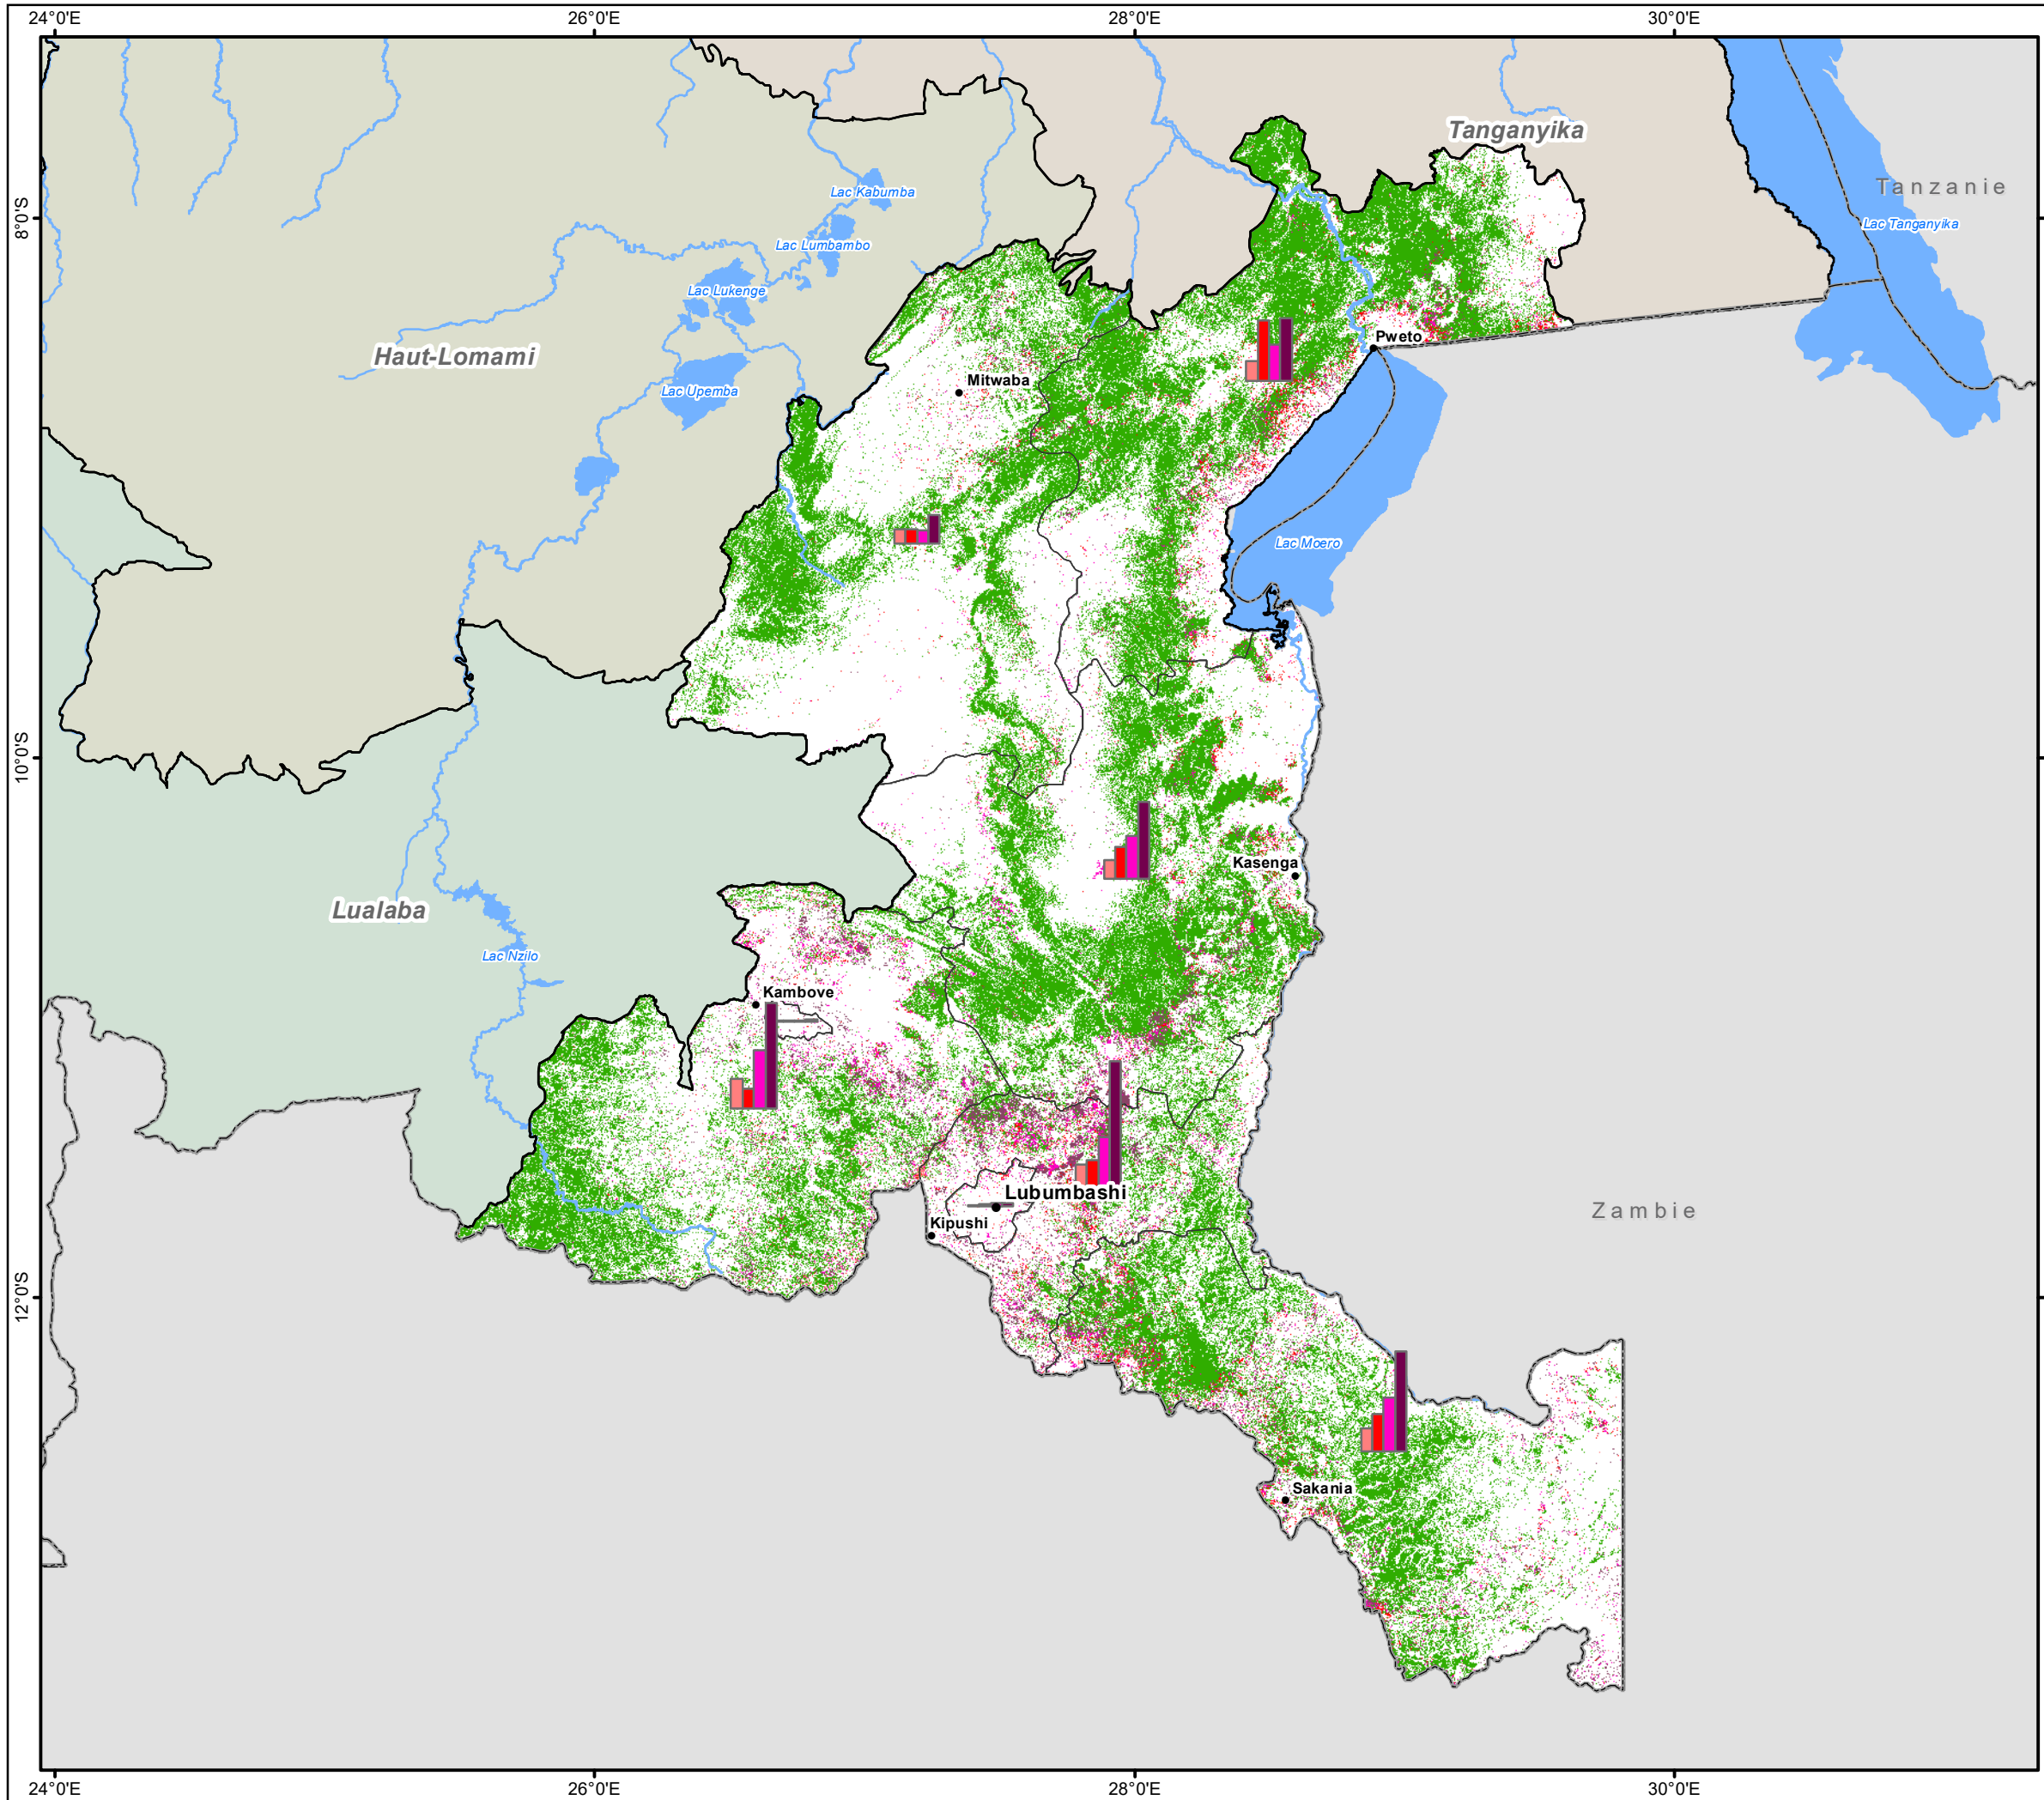 24°0'E 26°0'E 28°0'E 30°0'E
Tanganyika
Tanzanie
Lac Kabumba
8°0'S
Lac Tanganyika
Lac Lumbambo
Lac Lukenge
Pweto
Haut-Lomami
Mitwaba
Lac Upemba
Lac Moero
10°0'S
Kasenga
Lualaba
Lac Nzilo
Kambove
Lubumbashi
Zambie
Kipushi
12°0'S
Sakania
24°0'E 26°0'E 28°0'E 30°0'E